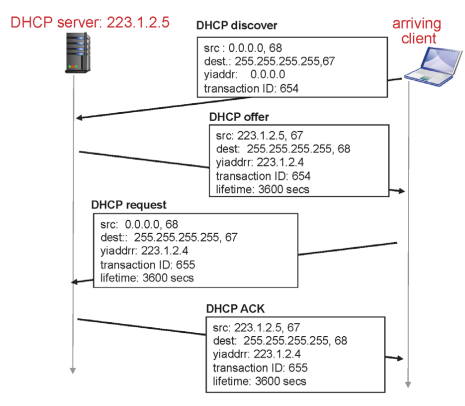 DHCP server: 223.1.2.5
arriving
client
DHCP discover
src : 0.0.0.0, 68
dest.: 255.255.255.255,67
yiaddr: 0.0.0.0
transaction ID: 654
DHCP offer
src: 223.1.2.5, 67
dest: 255.255.255.255, 68
yiaddrr: 223.1.2.4
transaction ID: 654
lifetime: 3600 secs
DHCP request
src: 0.0.0.0, 68
dest:: 255.255.255.255, 67
yiaddrr: 223.1.2.4
transaction ID: 655
lifetime: 3600 secs
DHCP ACK
src: 223.1.2.5, 67
dest: 255.255.255.255, 68
yiaddrr: 223.1.2.4
transaction ID: 655
lifetime: 3600 secs